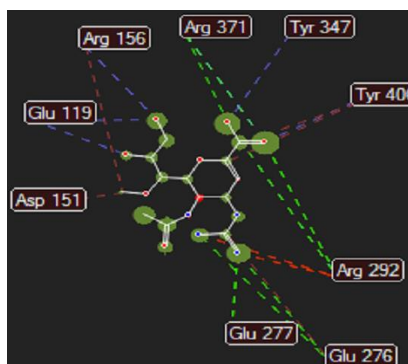 Arg 156
Arg 371
Tyr 347
Glu 119
Tyr 406
Asp 151
Arg 292
Glu 277
Glu 276